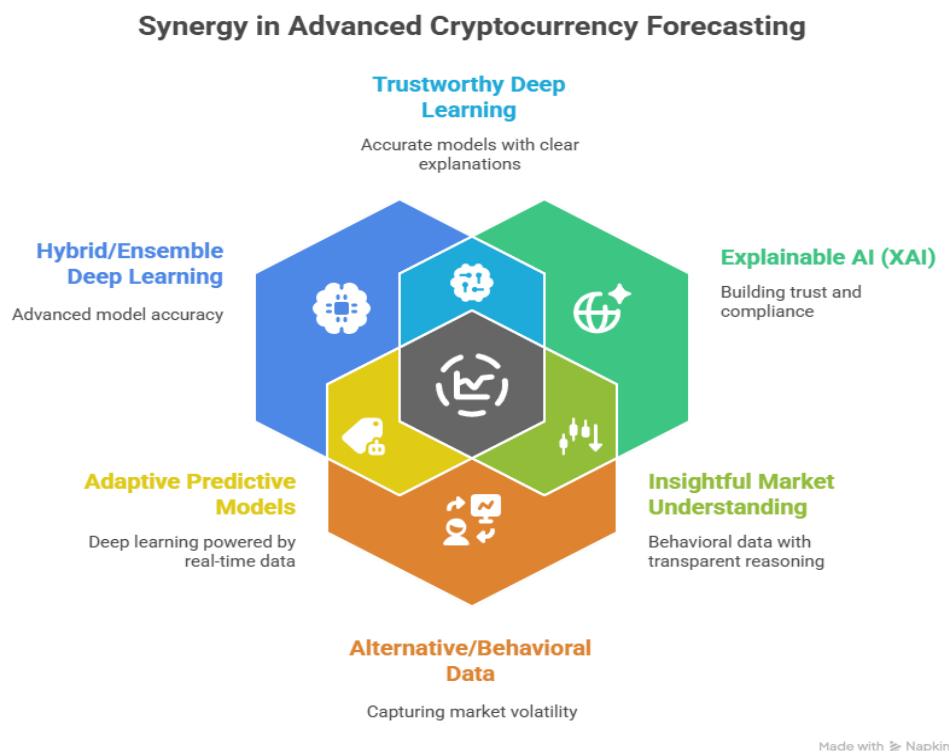 Synergy in Advanced Cryptocurrency Forecasting
Trustworthy Deep
Learning
Accurate models with clear
explanations
Hybrid/Ensemble
Deep Learning
Advanced model accuracy
Explainable AI (XAI)
Building trust and
compliance
Adaptive Predictive
Models
Deep learning powered by
real-time data
Insightful Market
Understanding
Behavioral data with
transparent reasoning
Alternative/Behavioral
Data
Capturing market volatility
Made with Napkin